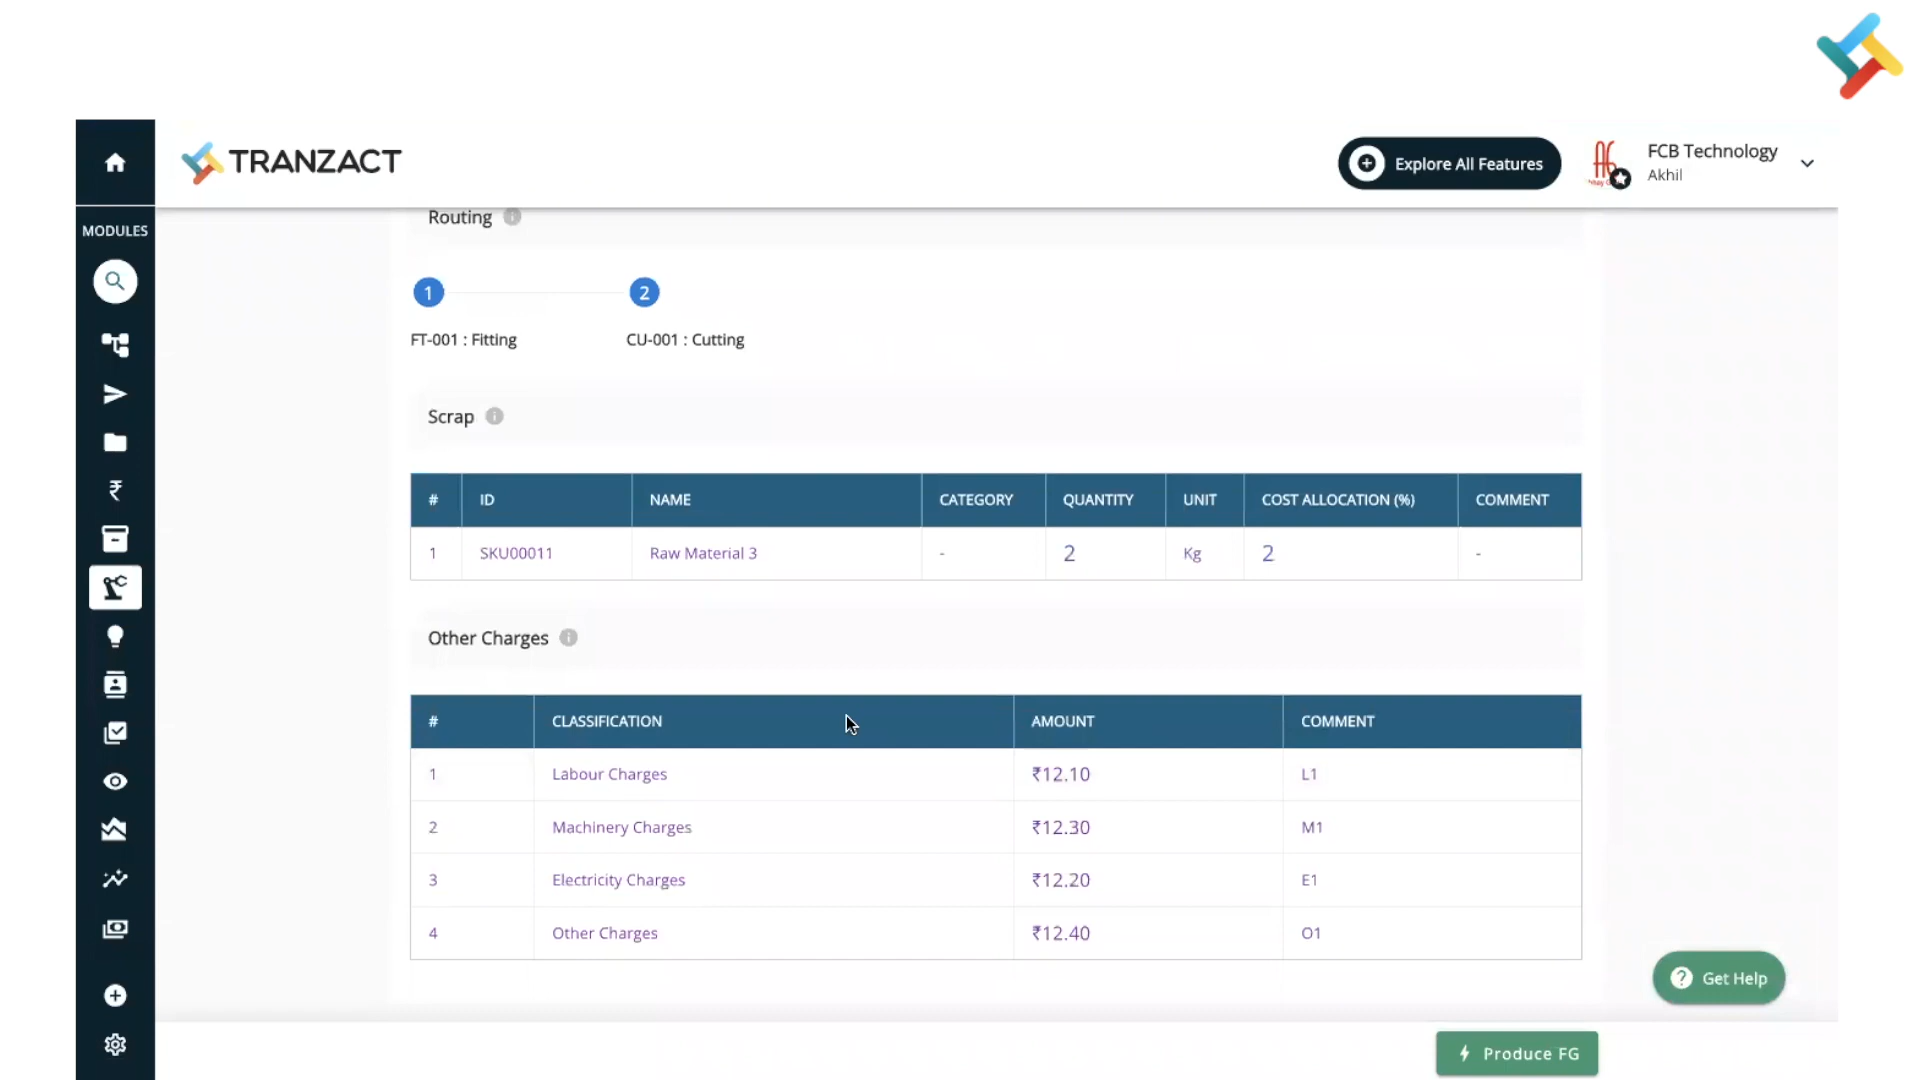 TRANZACT
Explore All Features
FCB Technology
Akhil
MODULES
Routing
1 2
FT-001 : Fitting CU-001 : Cutting
Scrap
# ID NAME CATEGORY QUANTITY UNIT COST ALLOCATION (%) COMMENT
1 SKU00011 Raw Material 3 - 2 Kg 2 -
Other Charges
# CLASSIFICATION AMOUNT COMMENT
1 Labour Charges ₹12.10 L1
2 Machinery Charges ₹12.30 M1
3 Electricity Charges ₹12.20 E1
4 Other Charges ₹12.40 O1
Get Help
Produce FG